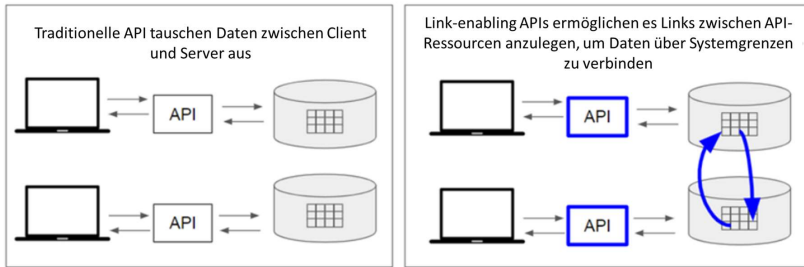 Traditionelle API tauschen Daten zwischen Client
und Server aus
API
API
Link-enabling APIs ermöglichen es Links zwischen API-
Ressourcen anzulegen, um Daten über Systemgrenzen
zu verbinden
API
API